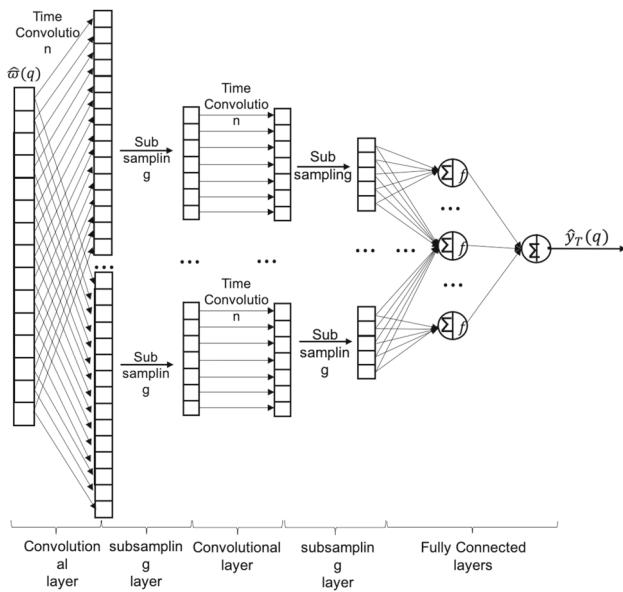 Time
Convolutio
n
ϖ̂(q)
Sub
samplin
g
Time
Convolutio
n
Sub
sampling
Σ f
...
...
...
...
...
...
Σ f
Σ
ŷ_T(q)
...
Time
Convolutio
n
Sub
samplin
g
Sub
samplin
g
Σ f
Convolution
al
layer
subsamplin
g
layer
Convolutional
layer
subsamplin
g
layer
Fully Connected
layers